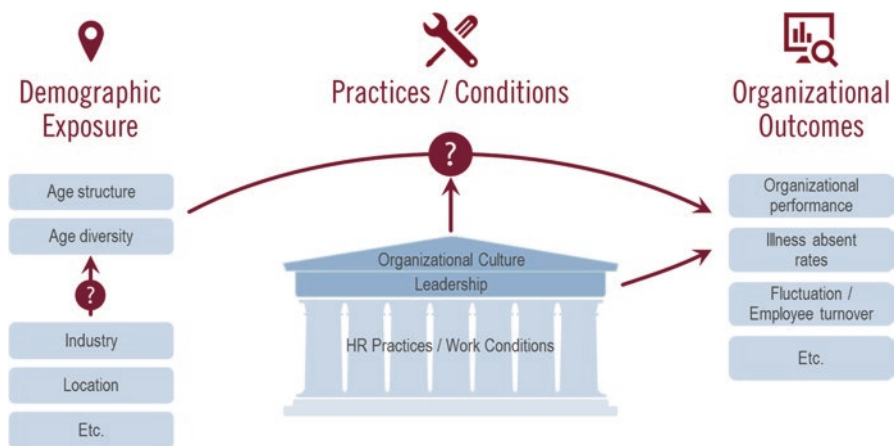 Demographic
Exposure
Age structure
Age diversity
?
Industry
Location
Etc.
Practices / Conditions
?
Organizational Culture
Leadership
HR Practices / Work Conditions
Organizational
Outcomes
Organizational
performance
Illness absent
rates
Fluctuation /
Employee turnover
Etc.